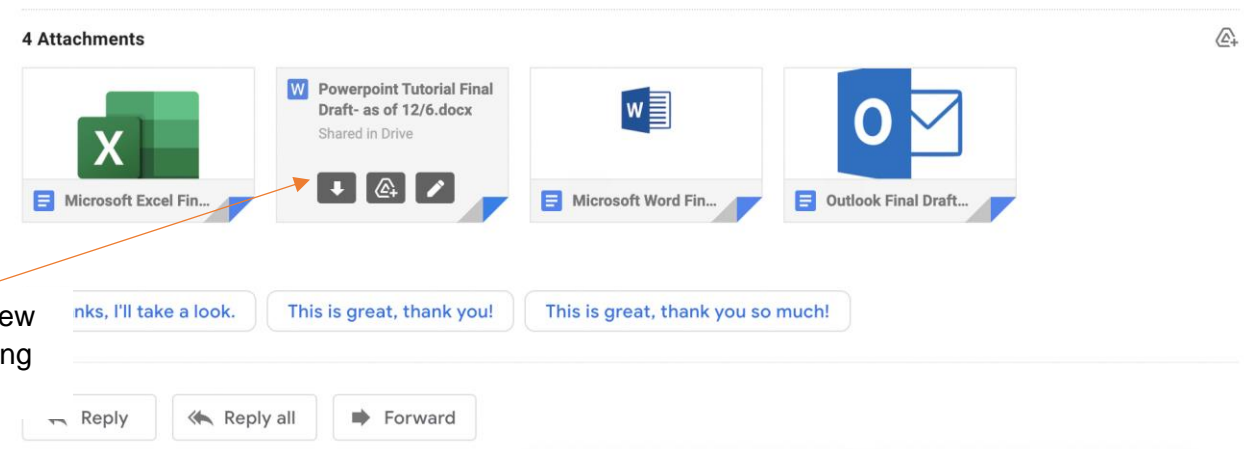 4 Attachments
W Powerpoint Tutorial Final
Draft- as of 12/6.docx
Shared in Drive
X
W
O
Microsoft Excel Fin...
Microsoft Word Fin...
Outlook Final Draft...
ew
ng
nks, I'll take a look.
This is great, thank you!
This is great, thank you so much!
Reply
Reply all
Forward